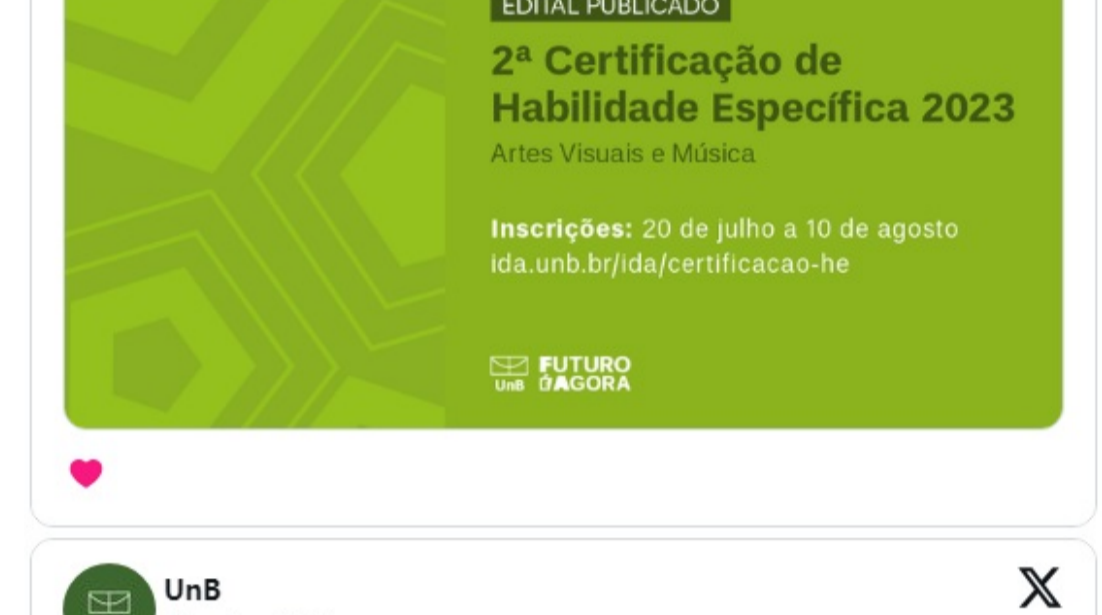 EDITAL PUBLICADO
2ª Certificação de
Habilidade Específica 2023
Artes Visuais e Música
Inscrições: 20 de julho a 10 de agosto
ida.unb.br/ida/certificacao-he
UnB
FUTURO
ÉAGORA
UnB